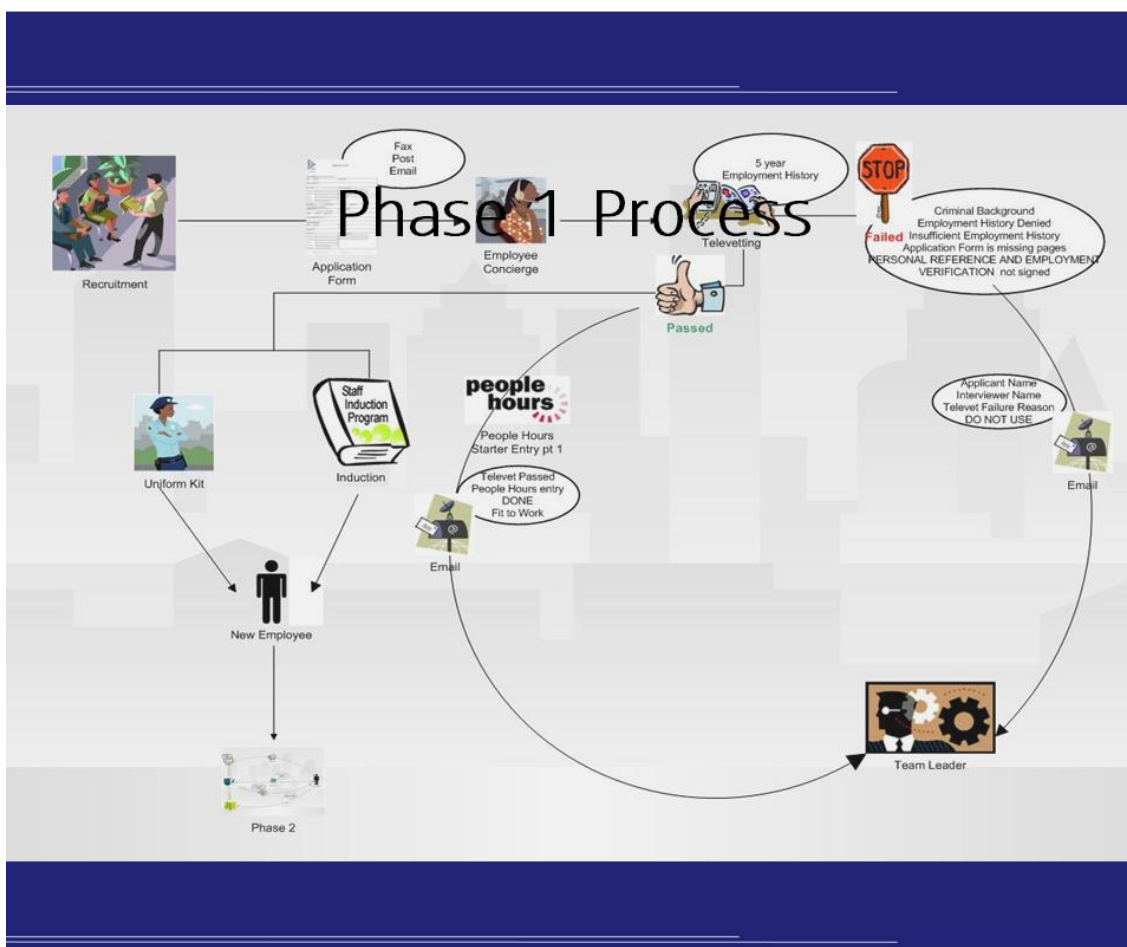 Phase 1 Process
Fax
Post
Email
5 year
Employment History
STOP
Failed
Criminal Background
Employment History Denied
Insufficient Employment History
Application Form is missing pages
PERSONAL REFERENCE AND EMPLOYMENT
VERIFICATION not signed
Recruitment
Application
Form
Employee
Concierge
Televetting
Passed
Staff
Induction
Program
people
hours
People Hours
Starter Entry pt 1
Applicant Name
Interviewer Name
Televet Failure Reason
DO NOT USE
Uniform Kit
Induction
Televet Passed
People Hours entry
DONE
Fit to Work
Email
Email
New Employee
Team Leader
Phase 2